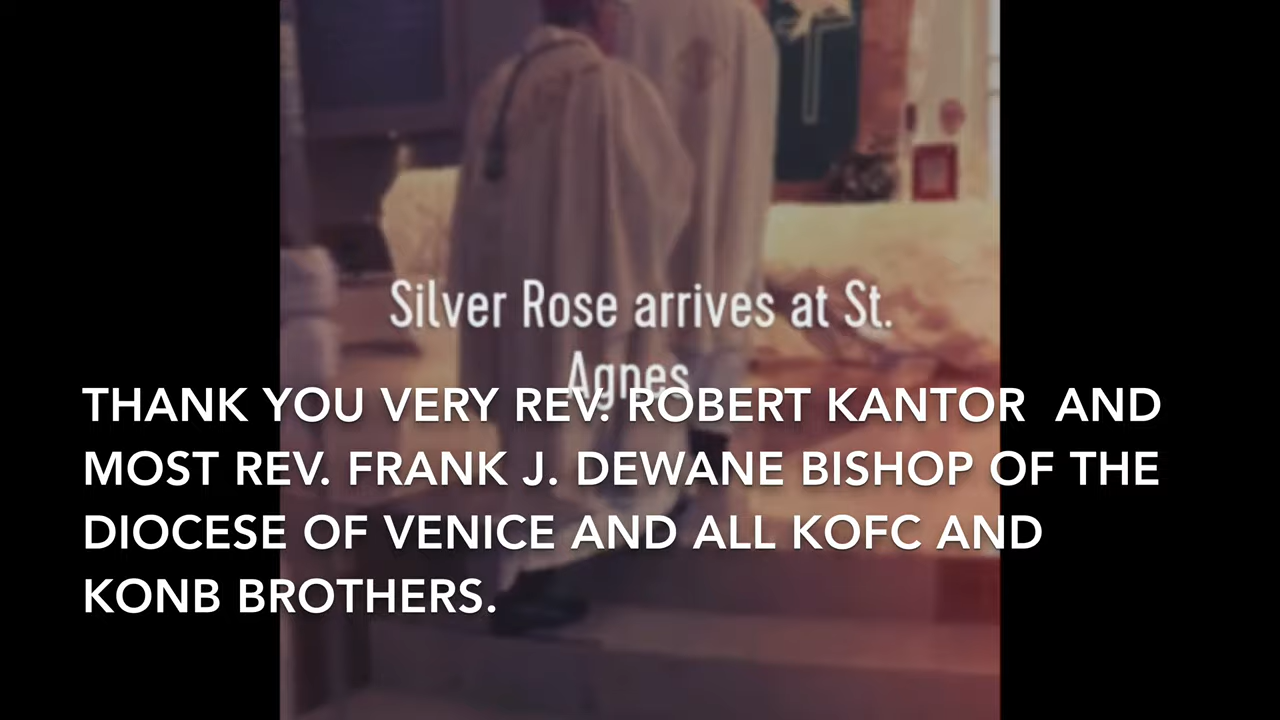 Silver Rose arrives at St.
Agnes
THANK YOU VERY REV. ROBERT KANTOR AND
MOST REV. FRANK J. DEWANE BISHOP OF THE
DIOCESE OF VENICE AND ALL KOFC AND
KONB BROTHERS.